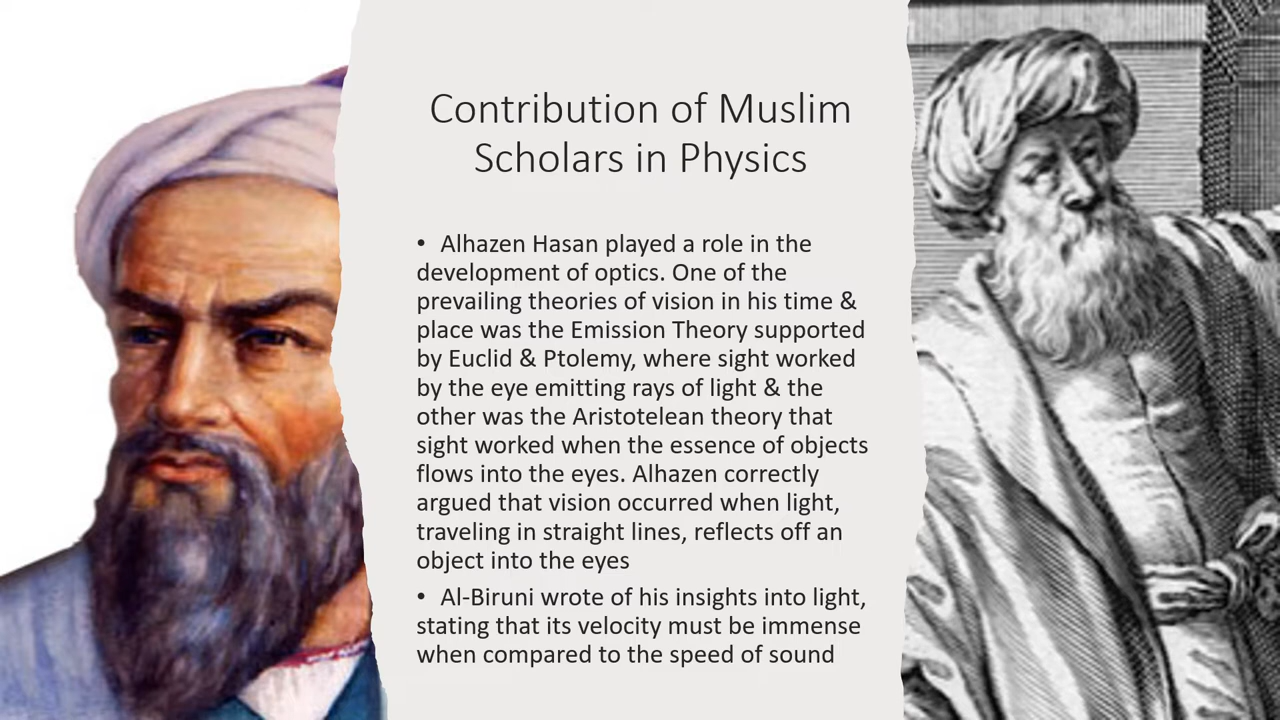 Contribution of Muslim
Scholars in Physics
• Alhazen Hasan played a role in the
development of optics. One of the
prevailing theories of vision in his time &
place was the Emission Theory supported
by Euclid & Ptolemy, where sight worked
by the eye emitting rays of light & the
other was the Aristotelean theory that
sight worked when the essence of objects
flows into the eyes. Alhazen correctly
argued that vision occurred when light,
traveling in straight lines, reflects off an
object into the eyes
• Al-Biruni wrote of his insights into light,
stating that its velocity must be immense
when compared to the speed of sound